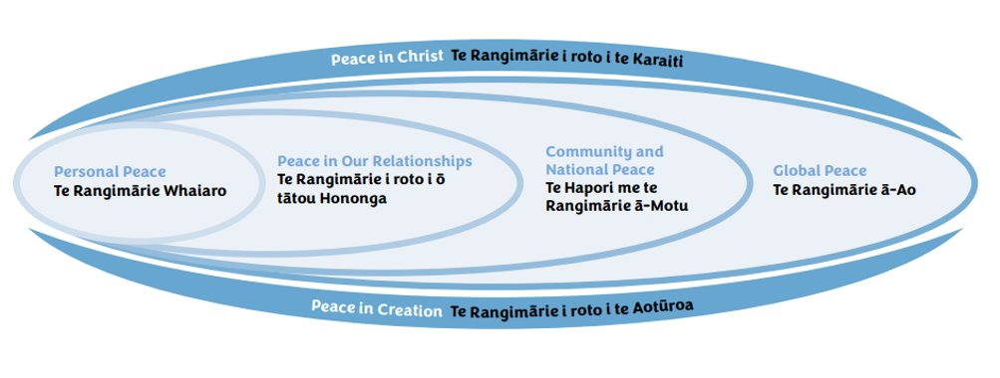 Peace in Christ Te Rangimārie i roto i te Karaiti
Personal Peace
Te Rangimārie Whaiaro
Peace in Our Relationships
Te Rangimārie i roto i ō
tātou Hononga
Community and
National Peace
Te Hapori me te
Rangimārie ā-Motu
Global Peace
Te Rangimārie ā-Ao
Peace in Creation Te Rangimārie i roto i te Aotūroa